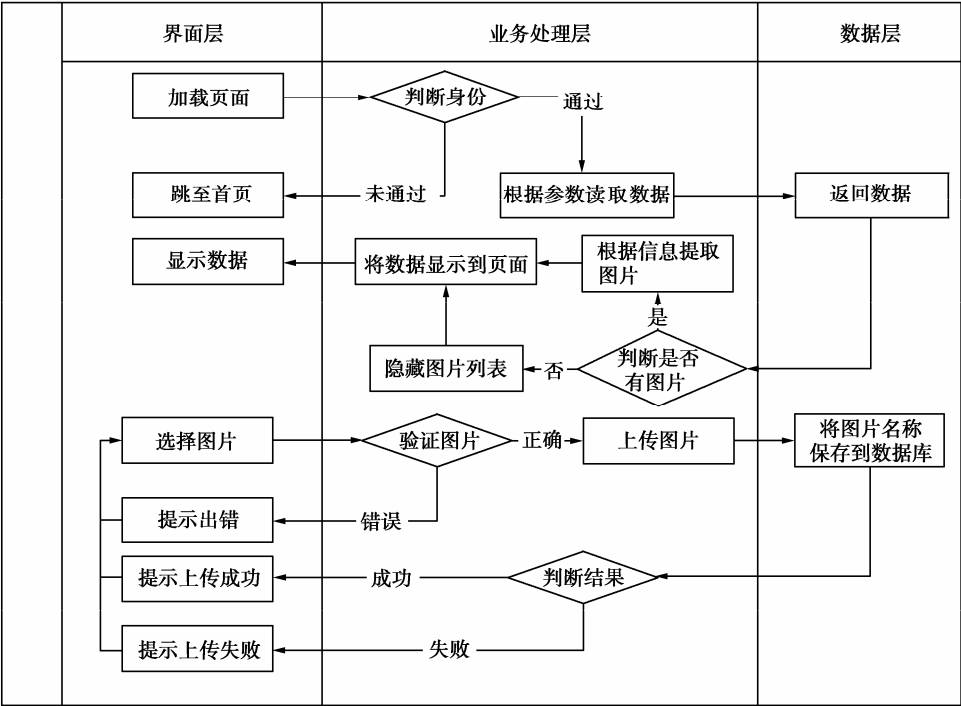 界面层
业务处理层
数据层
加载页面
判断身份
通过
跳至首页
未通过
根据参数读取数据
返回数据
显示数据
将数据显示到页面
根据信息提取
图片
是
隐藏图片列表
否
判断是否
有图片
选择图片
验证图片
正确
上传图片
将图片名称
保存到数据库
提示出错
错误
提示上传成功
成功
判断结果
提示上传失败
失败